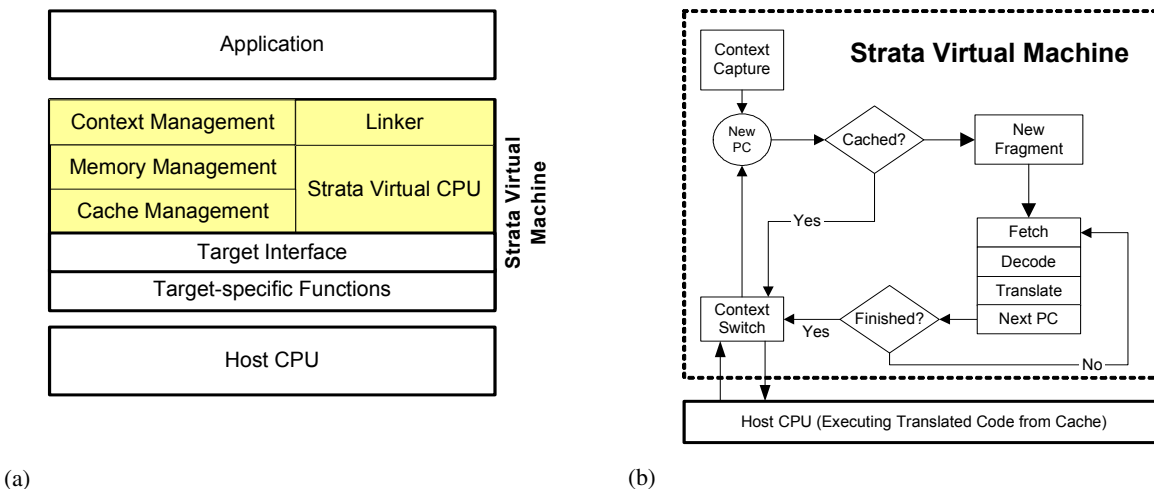 Application
Context Management
Linker
Memory Management
Strata Virtual CPU
Cache Management
Target Interface
Target-specific Functions
Strata Virtual
Machine
Host CPU
(a)
Strata Virtual Machine
Context
Capture
New
PC
Cached?
New
Fragment
Yes
Fetch
Decode
Translate
Next PC
Context
Switch
Yes
Finished?
No
Host CPU (Executing Translated Code from Cache)
(b)